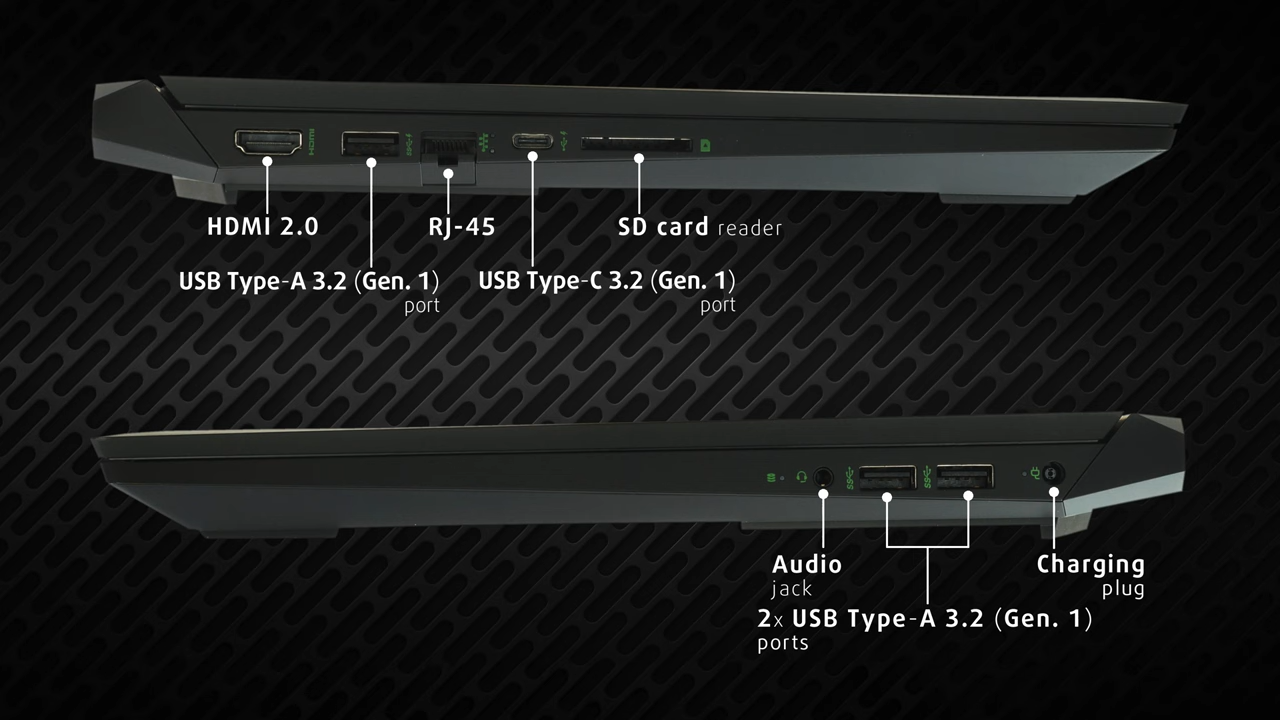 HDMI 2.0
RJ-45
SD card reader
USB Type-A 3.2 (Gen. 1)
port
USB Type-C 3.2 (Gen. 1)
port
Audio
jack
Charging
plug
2x USB Type-A 3.2 (Gen. 1)
ports